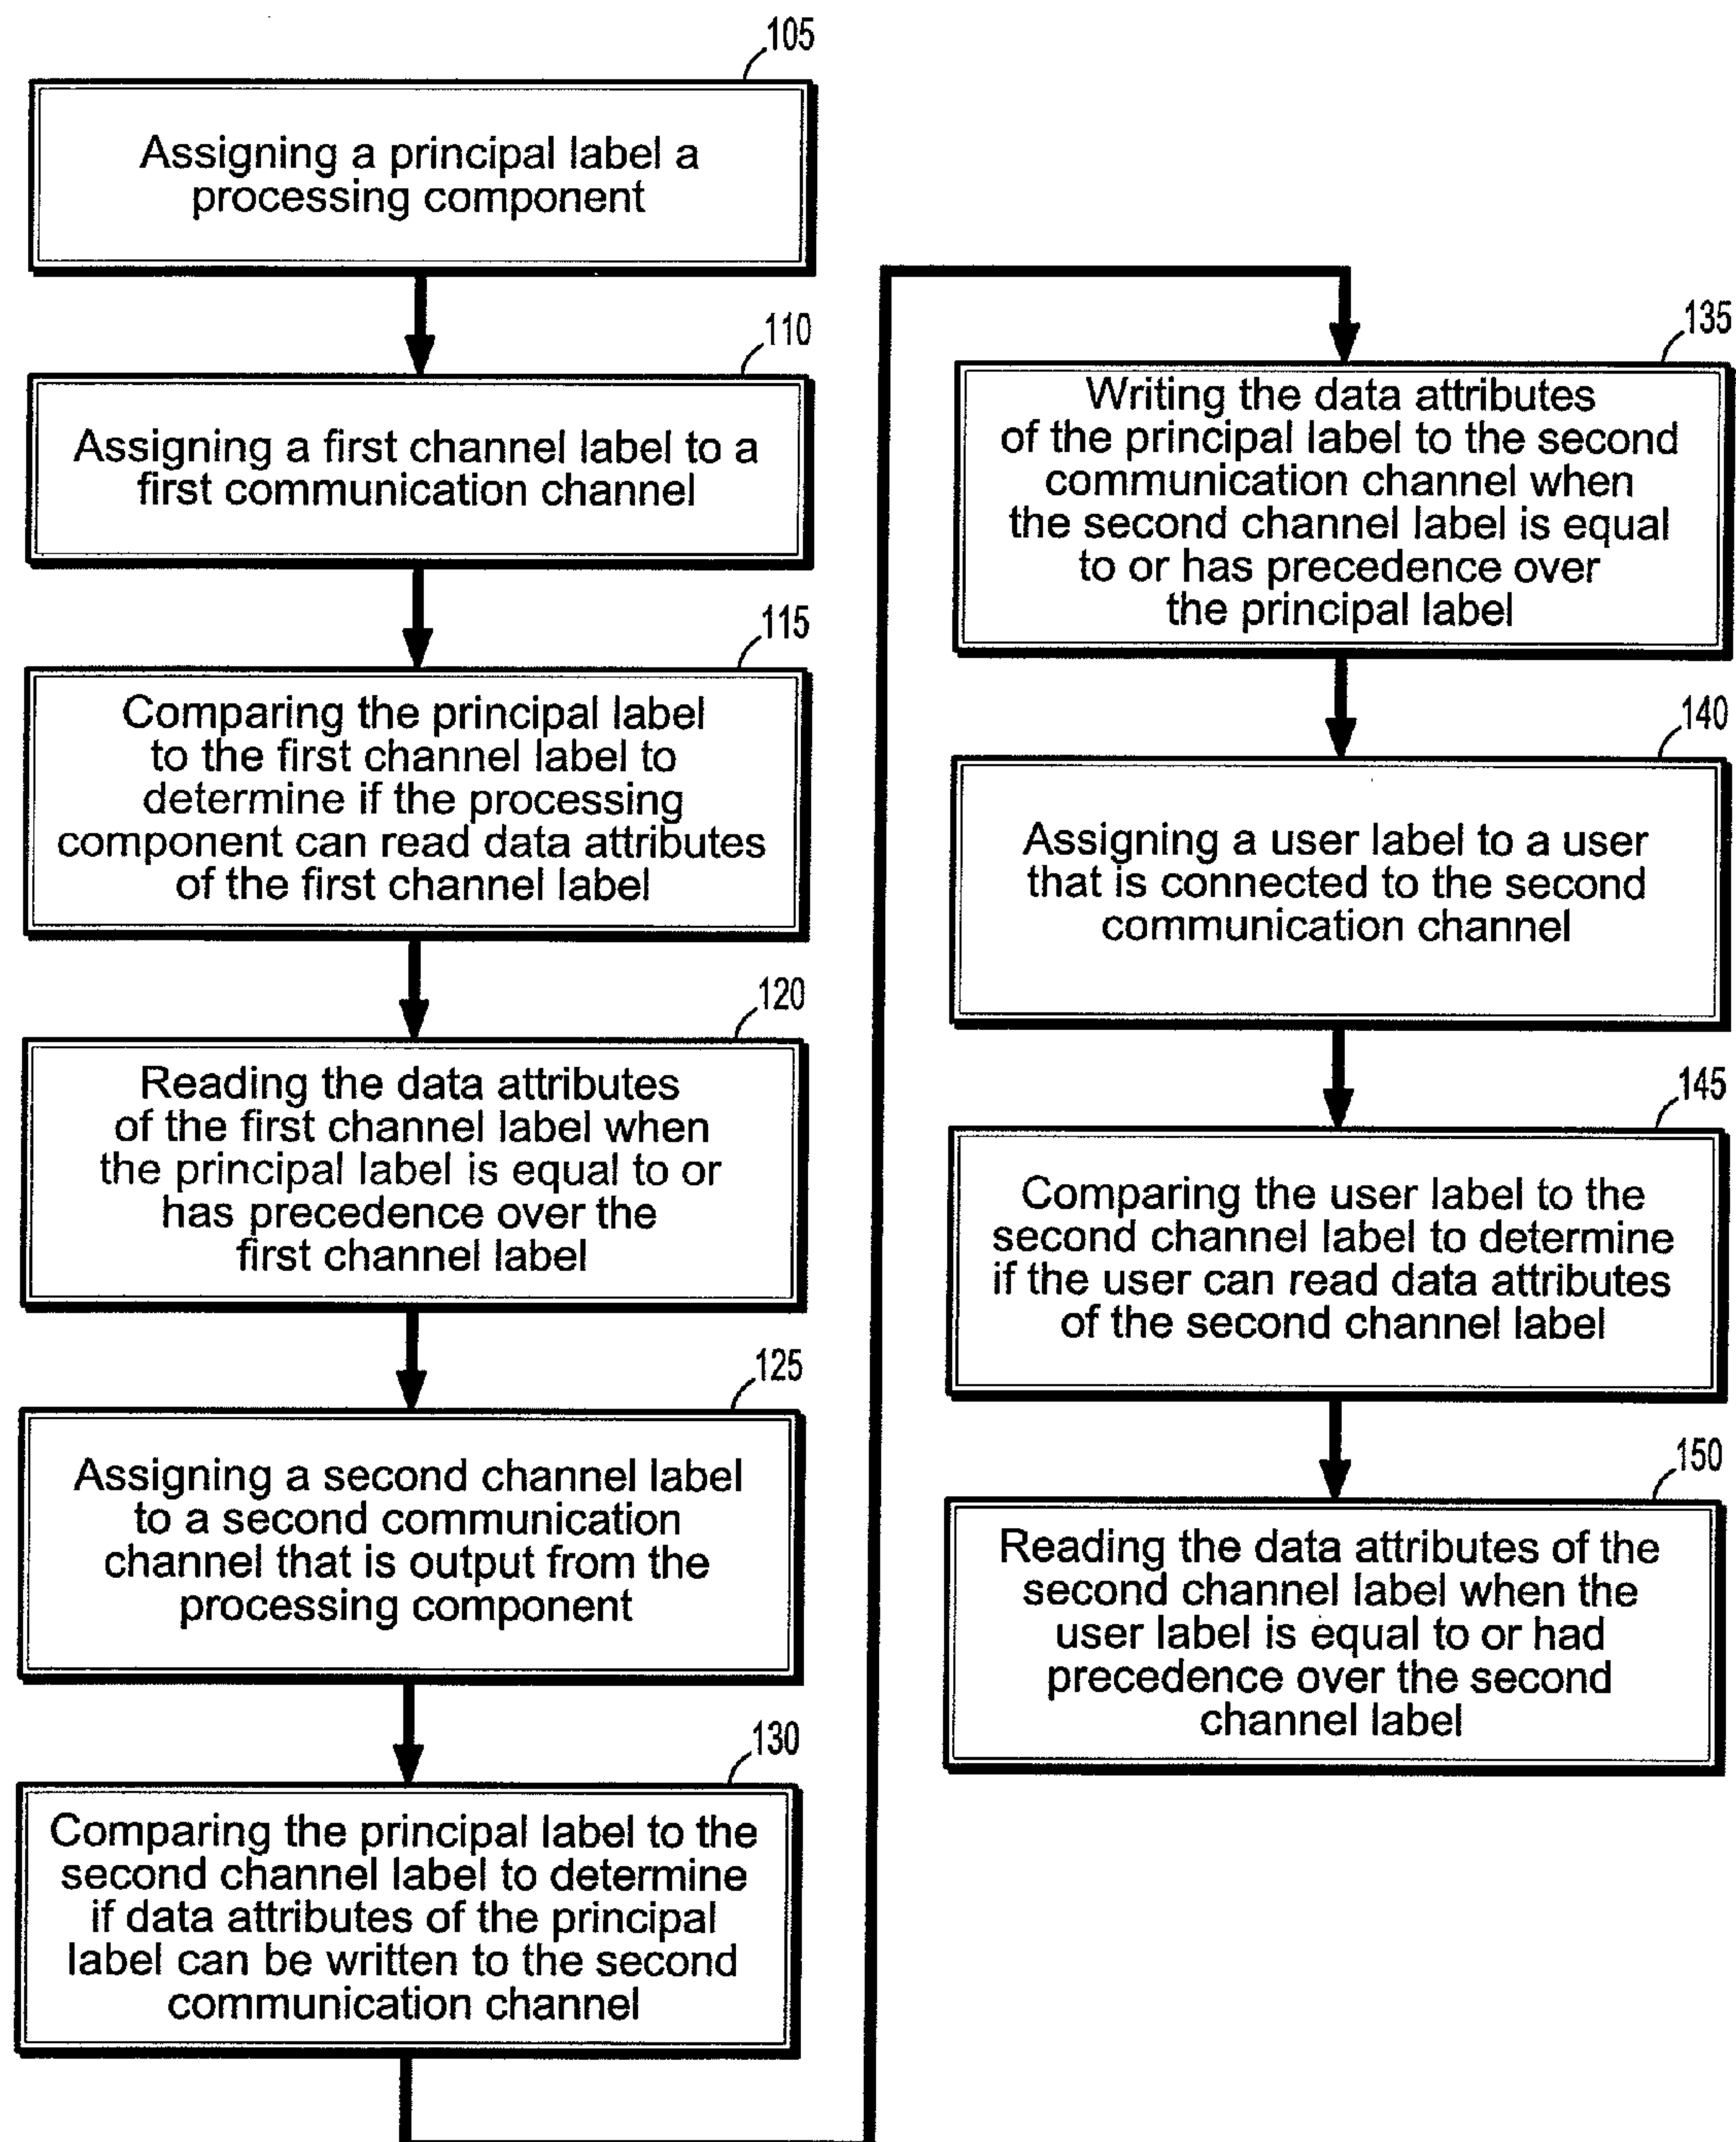 105
Assigning a principal label a
processing component
110
Assigning a first channel label to a
first communication channel
115
Comparing the principal label
to the first channel label to
determine if the processing
component can read data attributes
of the first channel label
120
Reading the data attributes
of the first channel label when
the principal label is equal to or
has precedence over the
first channel label
125
Assigning a second channel label
to a second communication
channel that is output from the
processing component
130
Comparing the principal label to the
second channel label to determine
if data attributes of the principal
label can be written to the second
communication channel
135
Writing the data attributes
of the principal label to the second
communication channel when
the second channel label is equal
to or has precedence over
the principal label
140
Assigning a user label to a user
that is connected to the second
communication channel
145
Comparing the user label to the
second channel label to determine
if the user can read data attributes
of the second channel label
150
Reading the data attributes of the
second channel label when the
user label is equal to or had
precedence over the second
channel label